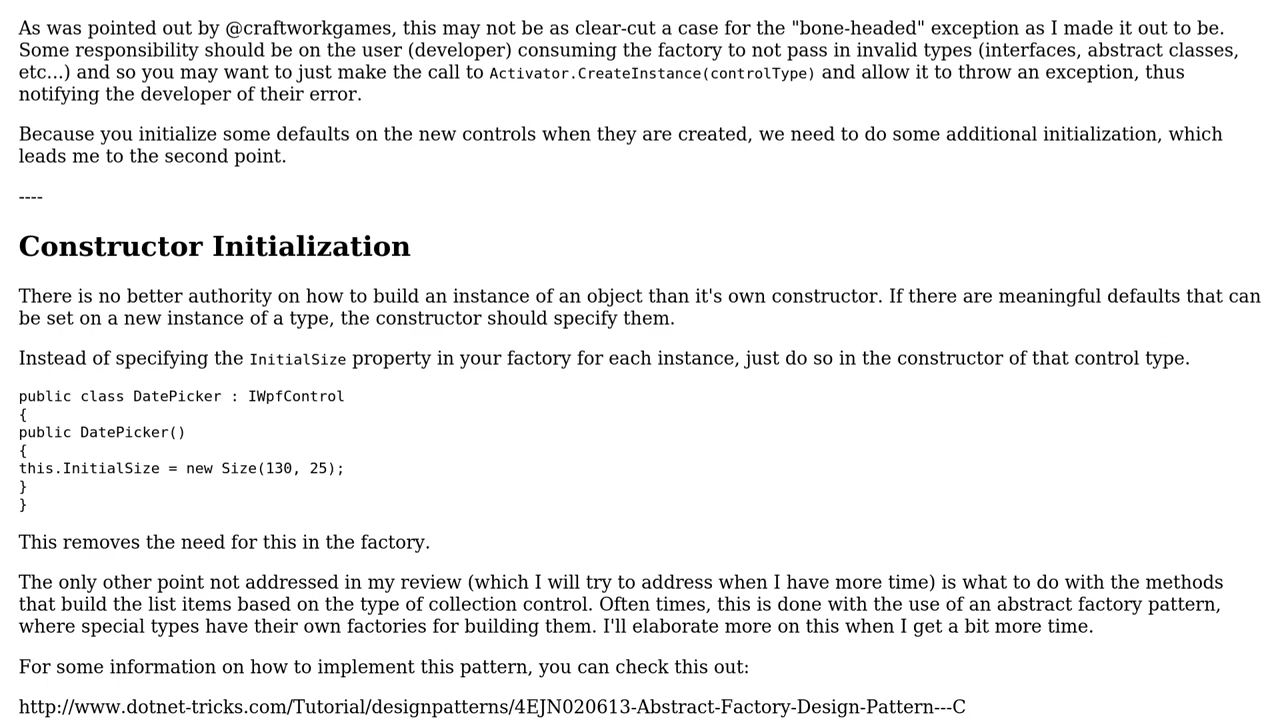 As was pointed out by @craftworkgames, this may not be as clear-cut a case for the "bone-headed" exception as I made it out to be.
Some responsibility should be on the user (developer) consuming the factory to not pass in invalid types (interfaces, abstract classes,
etc...) and so you may want to just make the call to Activator.CreateInstance(controlType) and allow it to throw an exception, thus
notifying the developer of their error.
Because you initialize some defaults on the new controls when they are created, we need to do some additional initialization, which
leads me to the second point.
----
Constructor Initialization
There is no better authority on how to build an instance of an object than it's own constructor. If there are meaningful defaults that can
be set on a new instance of a type, the constructor should specify them.
Instead of specifying the InitialSize property in your factory for each instance, just do so in the constructor of that control type.
public class DatePicker : IWpfControl
{
public DatePicker()
{
this.InitialSize = new Size(130, 25);
}
}
This removes the need for this in the factory.
The only other point not addressed in my review (which I will try to address when I have more time) is what to do with the methods
that build the list items based on the type of collection control. Often times, this is done with the use of an abstract factory pattern,
where special types have their own factories for building them. I'll elaborate more on this when I get a bit more time.
For some information on how to implement this pattern, you can check this out:
http://www.dotnet-tricks.com/Tutorial/designpatterns/4EJN020613-Abstract-Factory-Design-Pattern---C